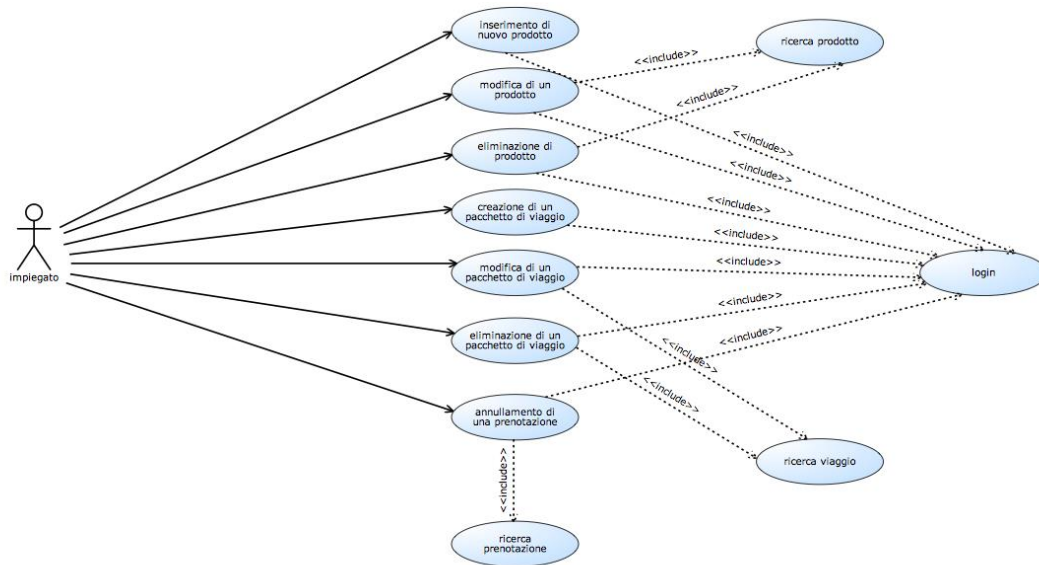 inserimento di
nuovo prodotto
ricerca prodotto
<<include>>
modifica di un
prodotto
<<include>>
<<include>>
eliminazione di
prodotto
<<include>>
creazione di un
pacchetto di viaggio
<<include>>
<<include>>
impiegato
modifica di un
pacchetto di viaggio
<<include>>
login
eliminazione di un
pacchetto di viaggio
<<include>>
<<include>>
<<include>>
<<include>>
annullamento di
una prenotazione
ricerca viaggio
<<include>>
ricerca
prenotazione